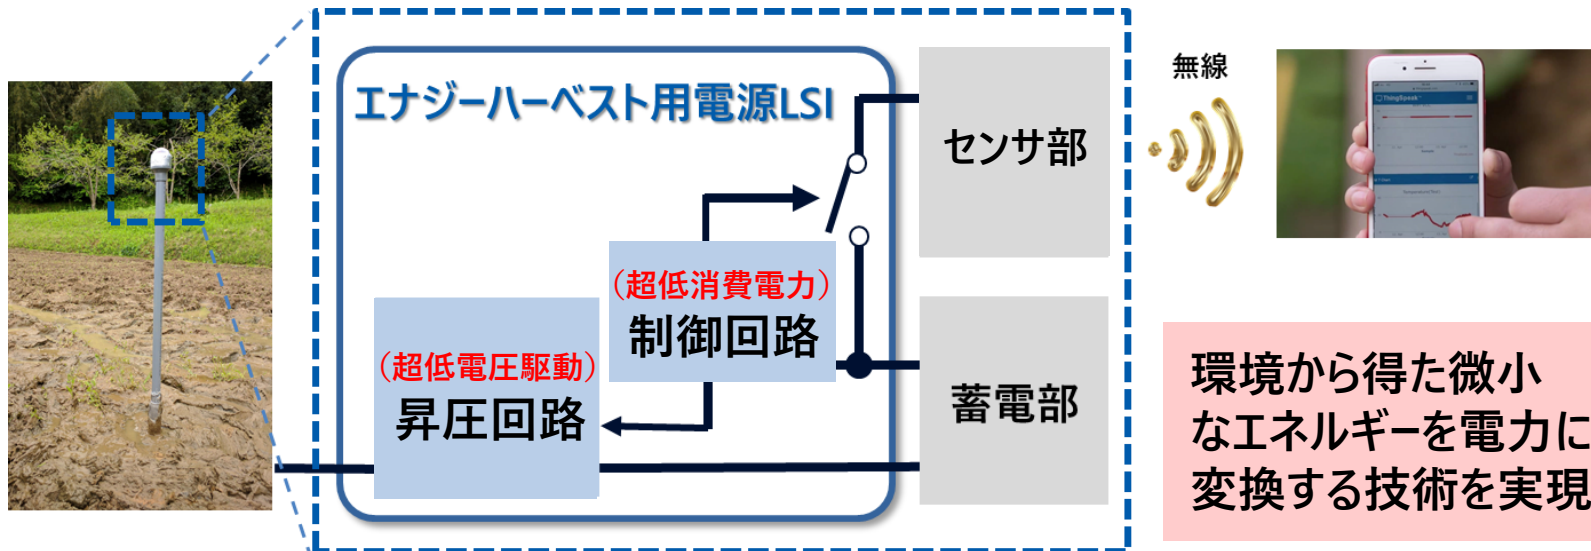 エナジーハーベスト用電源LSI
センサ部
無線
ThingSpeak
(超低消費電力)
制御回路
(超低電圧駆動)
昇圧回路
蓄電部
環境から得た微小
なエネルギーを電力に
変換する技術を実現